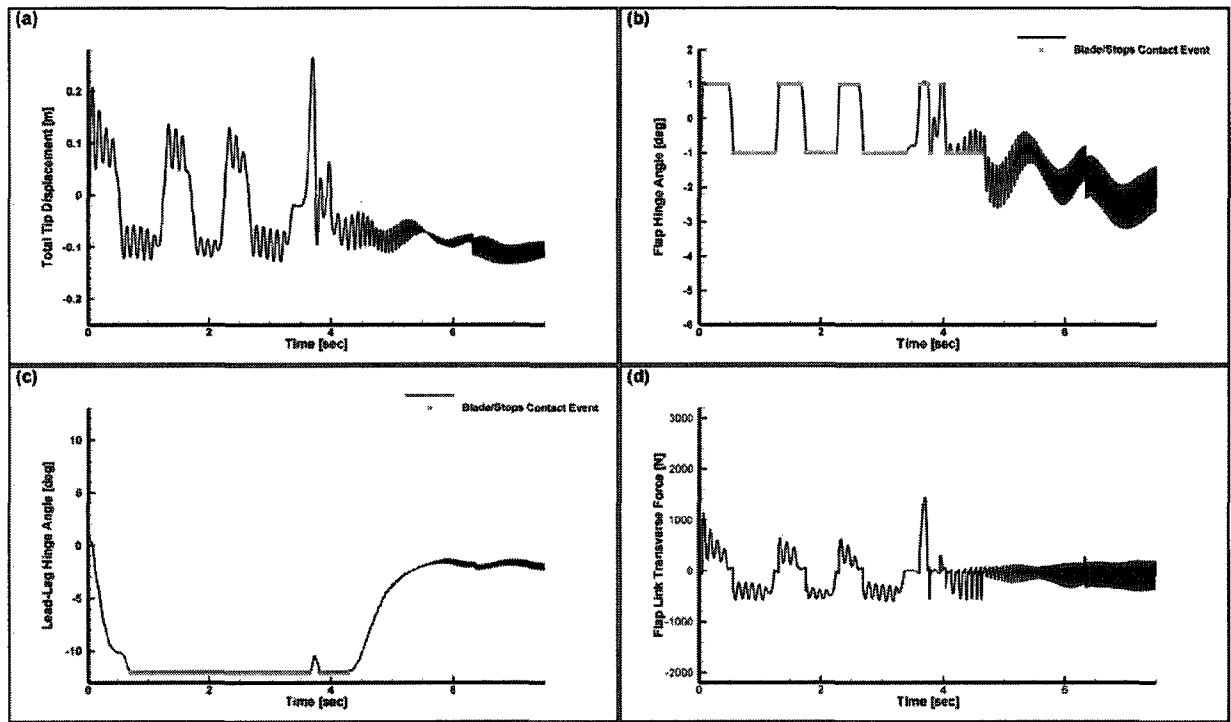 (a)
Total Tip Displacement [m]
0.2
0.1
0
-0.1
-0.2
0
2
4
6
Time [sec]
(b)
Blade/Stops Contact Event
Flap Hinge Angle [deg]
2
1
0
-1
-2
-3
-4
-5
-6
0
2
4
6
Time [sec]
(c)
Blade/Stops Contact Event
Lead-Lag Hinge Angle [deg]
10
5
0
-5
-10
0
2
4
6
Time [sec]
(d)
Flap Link Transverse Force [N]
3000
2000
1000
0
-1000
-2000
0
2
4
6
Time [sec]